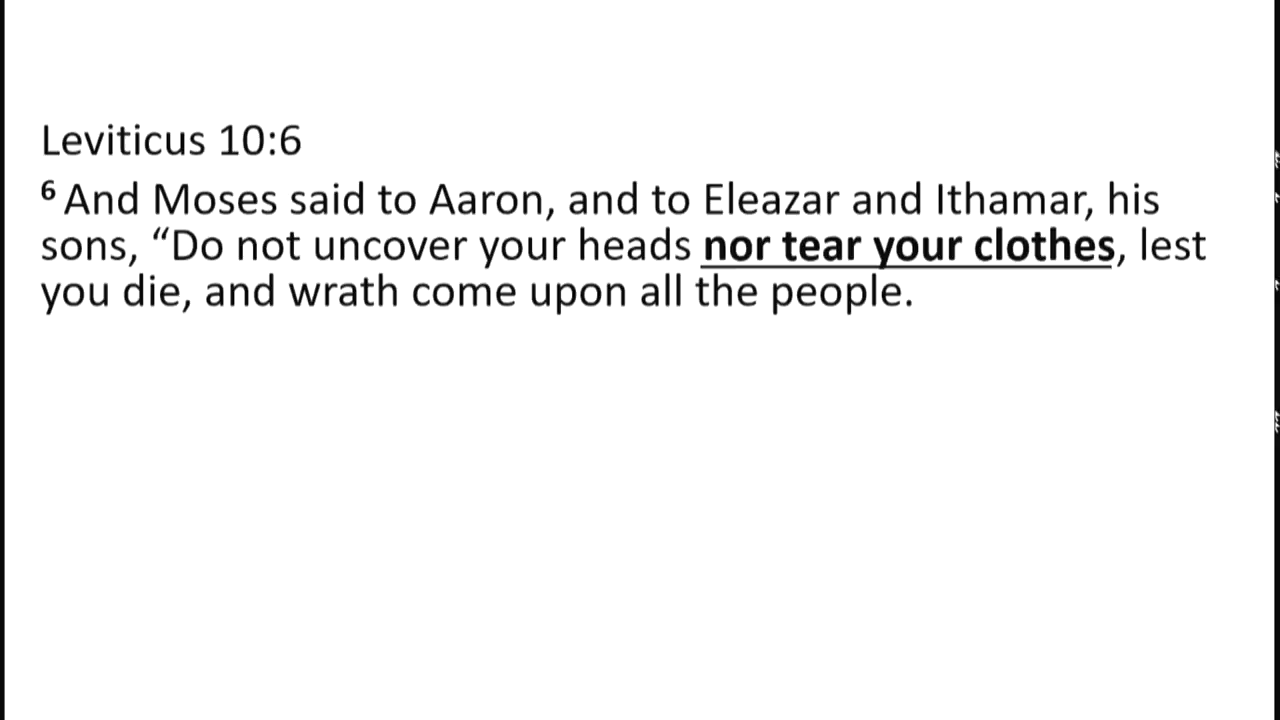 Leviticus 10:6
6 And Moses said to Aaron, and to Eleazar and Ithamar, his
sons, “Do not uncover your heads nor tear your clothes, lest
you die, and wrath come upon all the people.